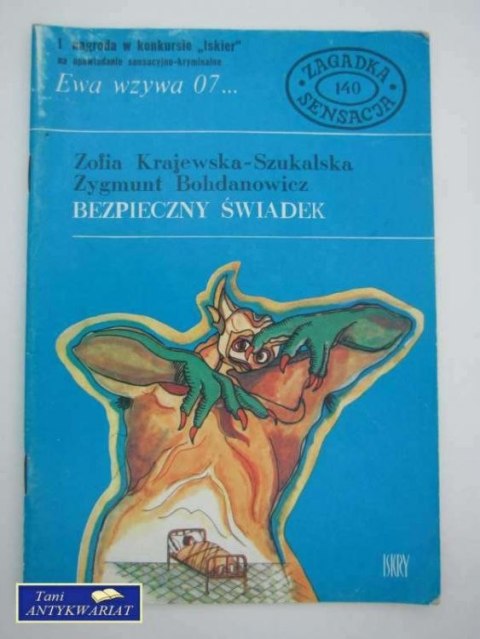 I nagroda w konkursie „Iskier"
na opowiadanie sensacyjno-kryminalne
Ewa wzywa 07...
ZAGADKA
140
SENSACJA
Zofia Krajewska-Szukalska
Zygmunt Bohdanowicz
BEZPIECZNY ŚWIADEK
ISKRY
Tani
ANTYKWARIAT